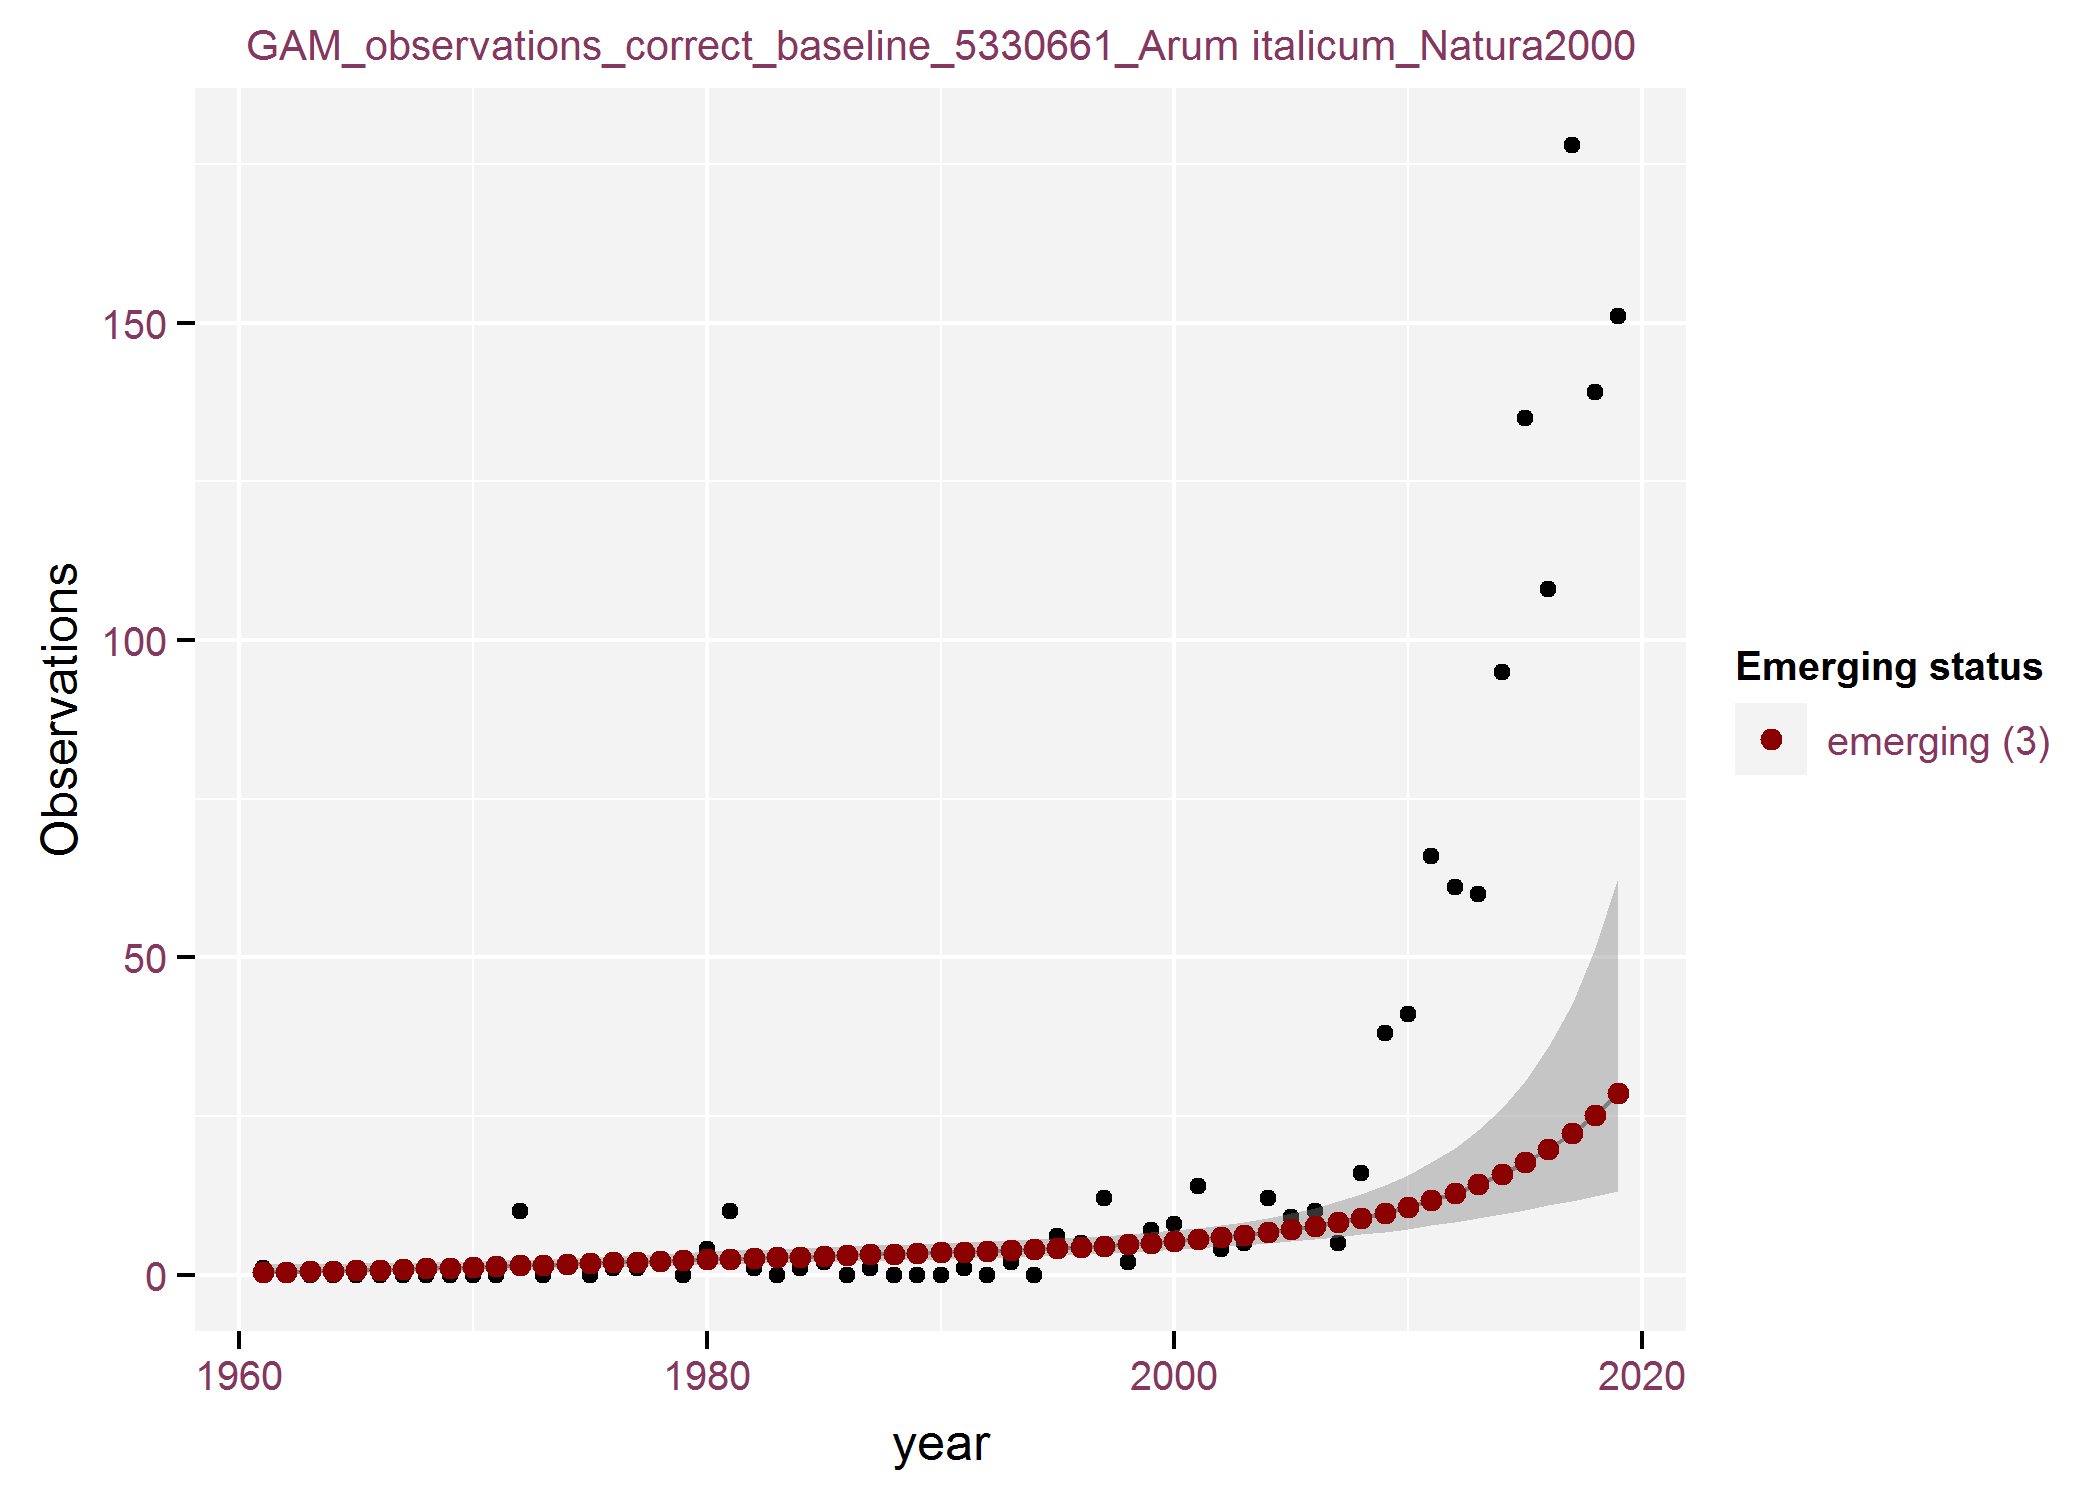 GAM_observations_correct_baseline_5330661_Arum italicum_Natura2000
Observations
150
100
50
0
1960
1980
2000
2020
year
Emerging status
emerging (3)